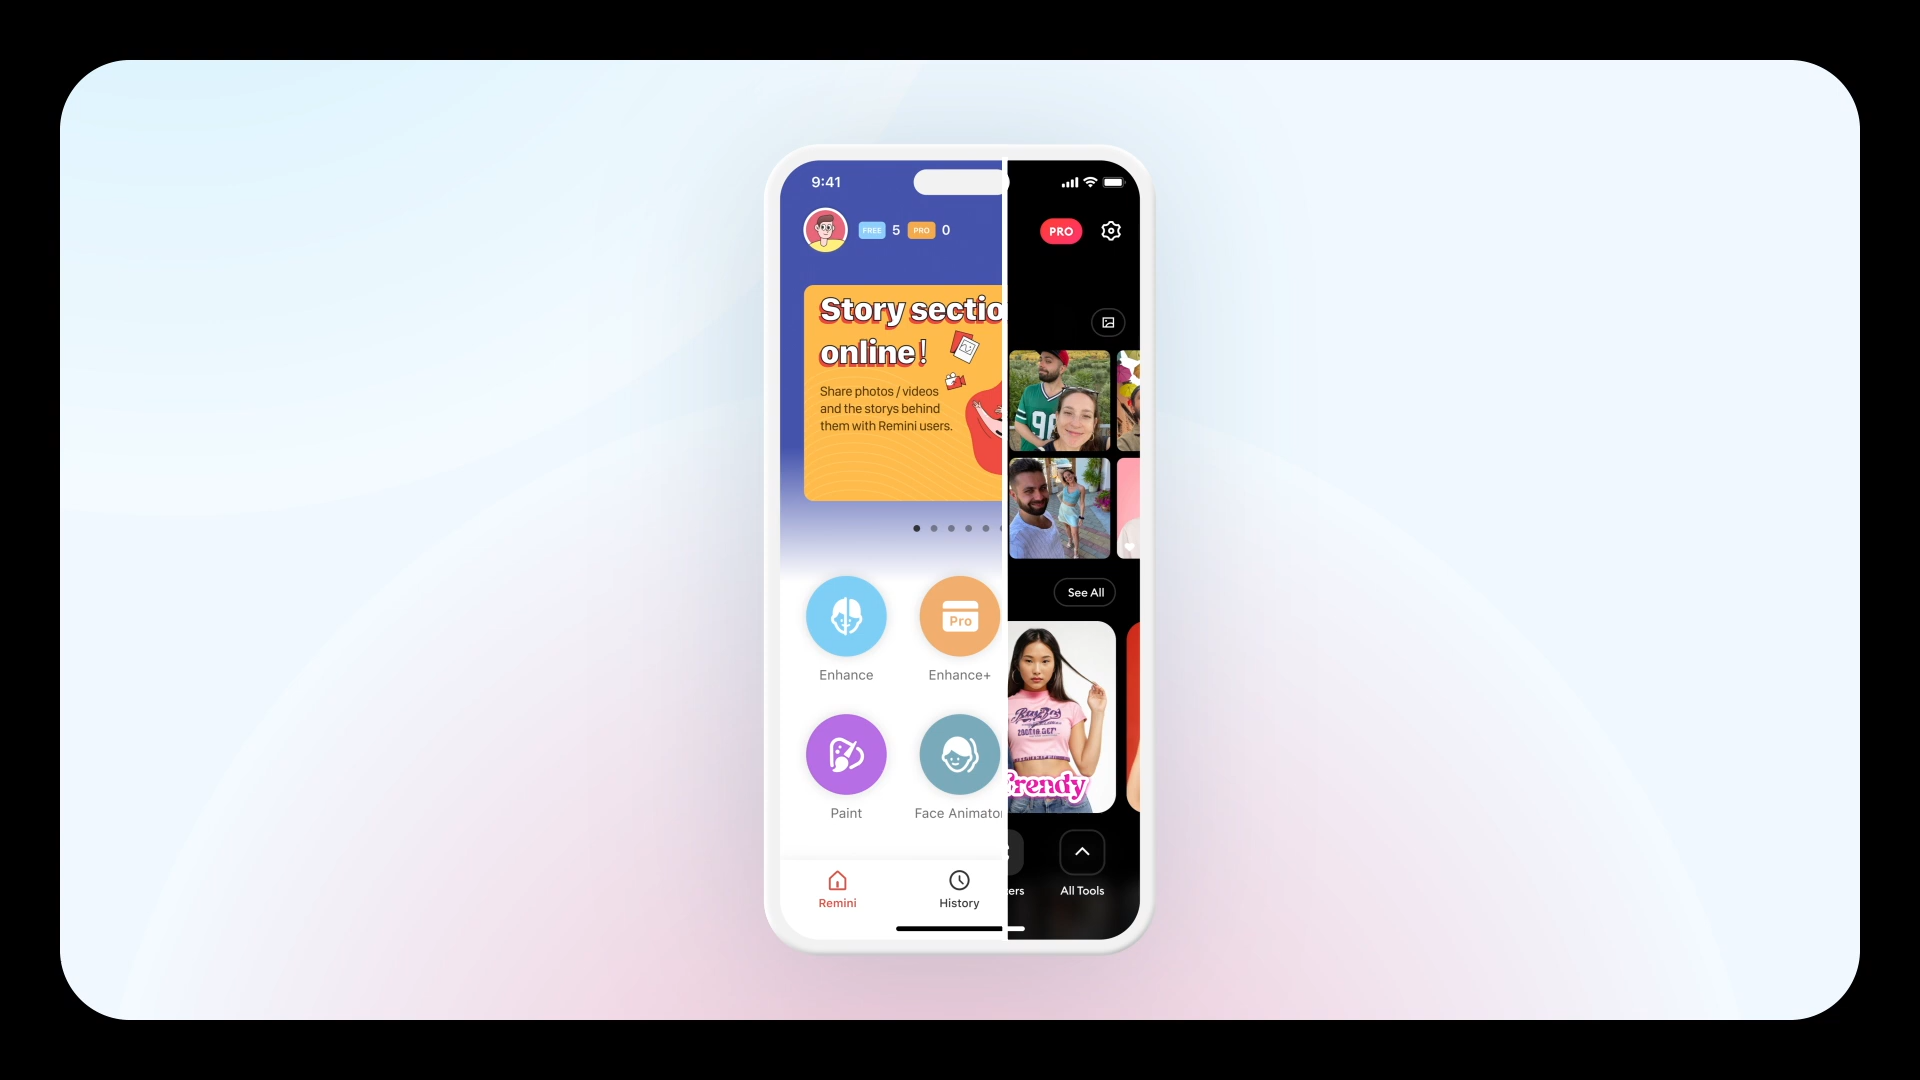 9:41
FREE 5 PRO 0
PRO
Story sectio
online!
Share photos / videos
and the storys behind
them with Remini users.
See All
Pro
Enhance
Enhance+
Trendy
Paint
Face Animator
ers
All Tools
Remini
History